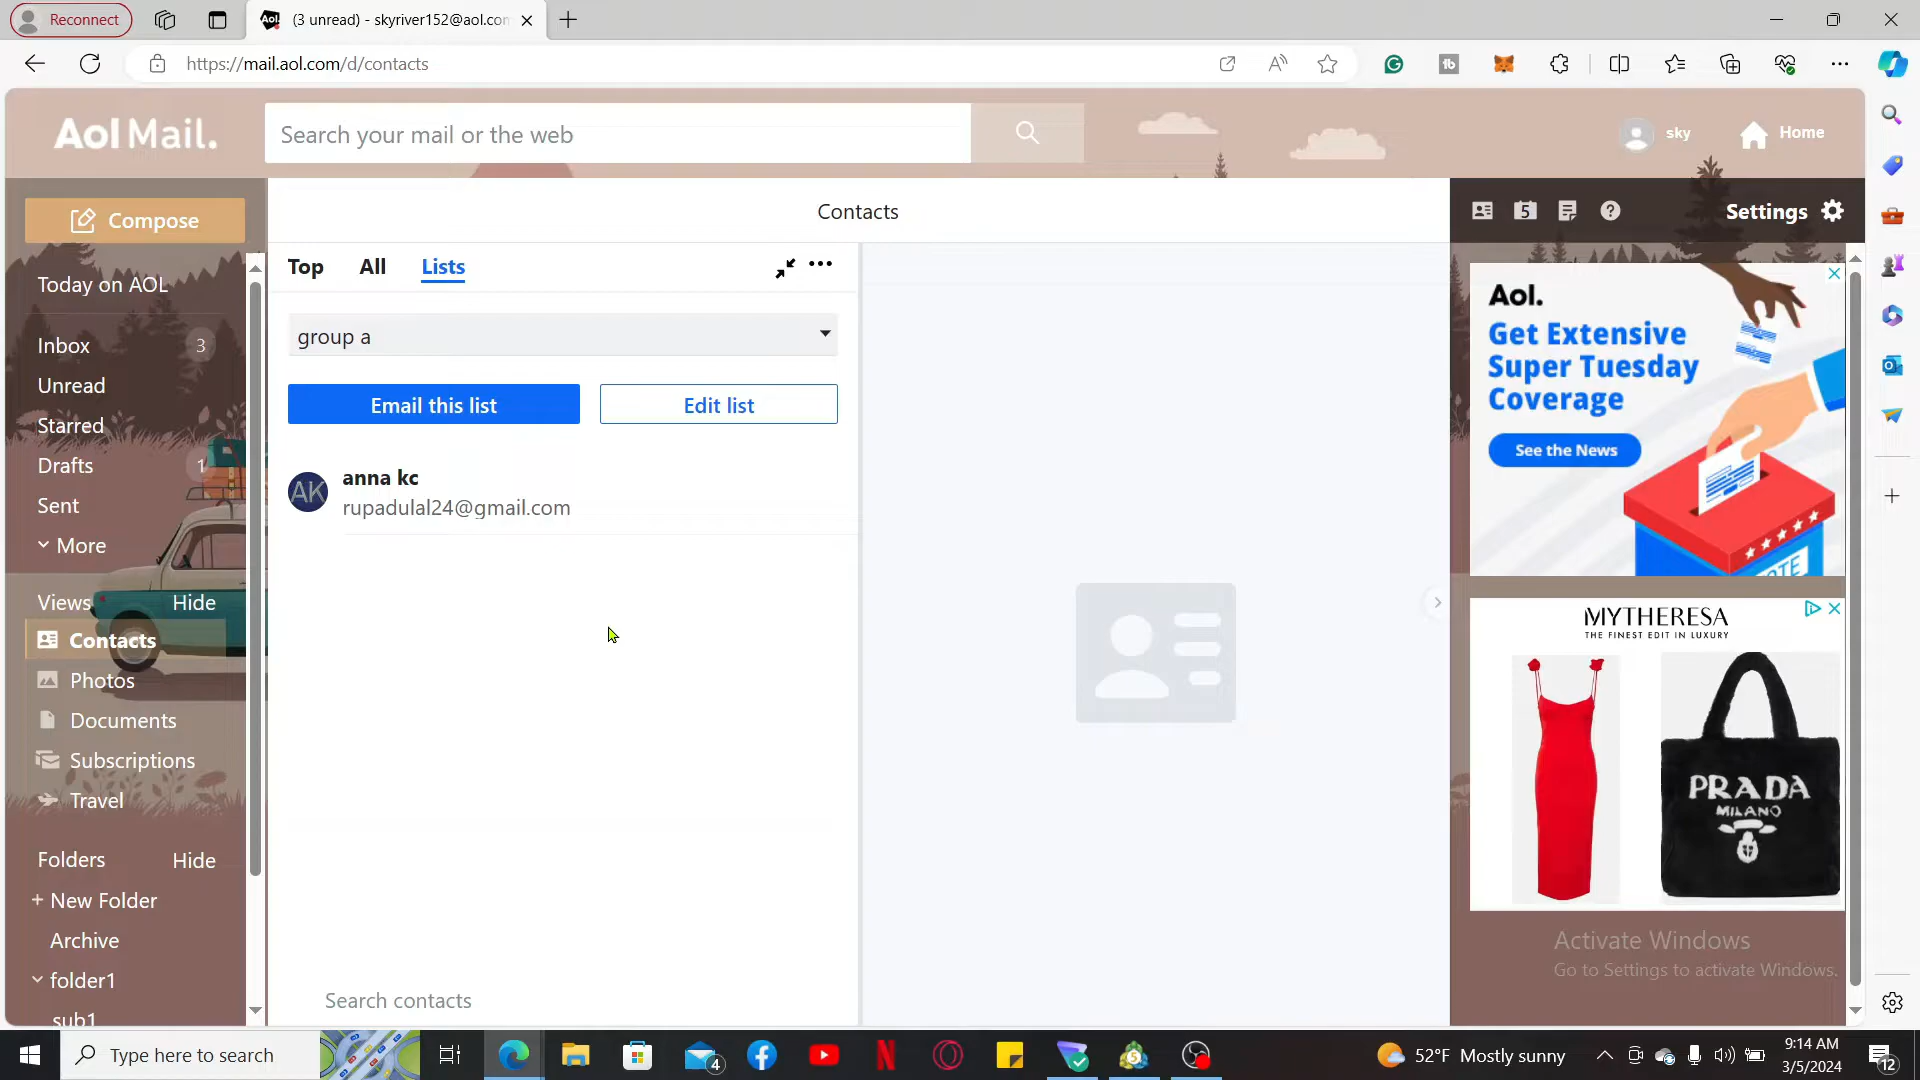 Reconnect
Aol. (3 unread) - skyriver152@aol.com
https://mail.aol.com/d/contacts
Aol Mail.
Search your mail or the web
sky
Home
Compose
Contacts
5
Settings
Today on AOL
Top All Lists
Inbox 3
Unread
Starred
Drafts 1
Sent
More
group a
Email this list
Edit list
AK
anna kc
rupadulal24@gmail.com
Views Hide
Contacts
Photos
Documents
Subscriptions
Travel
Folders Hide
+ New Folder
Archive
folder1
sub1
Search contacts
Aol.
Get Extensive
Super Tuesday
Coverage
See the News
VOTE
MYTHERESA
THE FINEST EDIT IN LUXURY
PRADA
MILANO
Activate Windows
Go to Settings to activate Windows.
Type here to search
4
52°F Mostly sunny
9:14 AM
3/5/2024
12